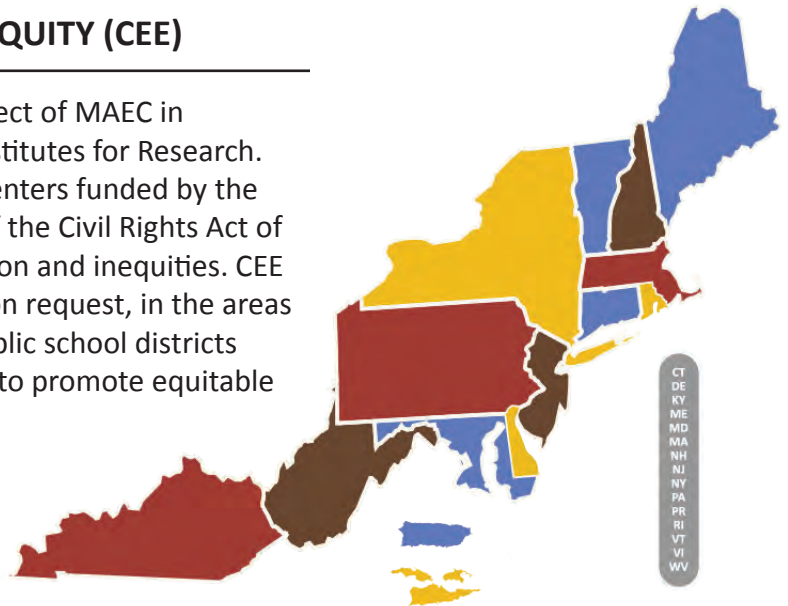 QUITY (CEE)
ect of MAEC in
stitutes for Research.
enters funded by the
f the Civil Rights Act of
on and inequities. CEE
on request, in the areas
blic school districts
to promote equitable
CT
DE
KY
ME
MD
MA
NH
NJ
NY
PA
PR
RI
VT
VI
WV